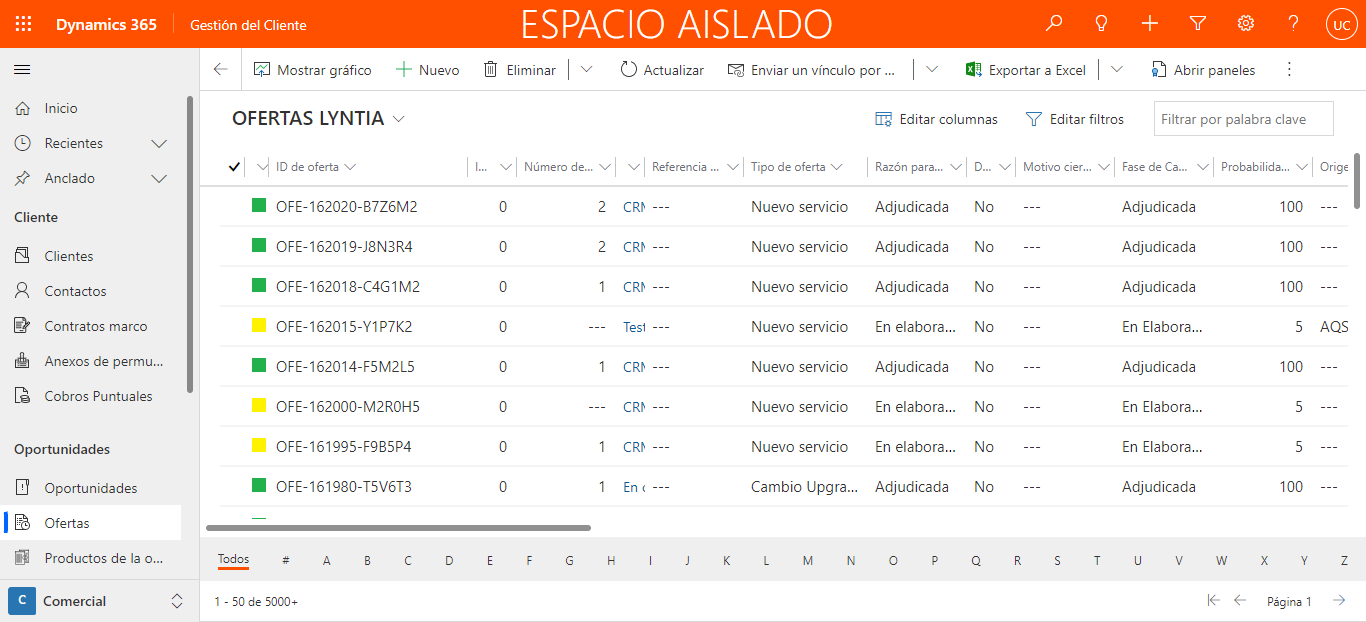 Dynamics 365 Gestión del Cliente ESPACIO AISLADO UC
Mostrar gráfico Nuevo Eliminar Actualizar Enviar un vínculo por ... Exportar a Excel Abrir paneles
Inicio
Recientes
Anclado
Cliente
Clientes
Contactos
Contratos marco
Anexos de permu...
Cobros Puntuales
Oportunidades
Oportunidades
Ofertas
Productos de la o...
C Comercial
OFERTAS LYNTIA Editar columnas Editar filtros Filtrar por palabra clave
ID de oferta I... Número de... Referencia ... Tipo de oferta Razón para... D... Motivo cier... Fase de Ca... Probabilida... Orige
OFE-162020-B7Z6M2 0 2 CRM --- Nuevo servicio Adjudicada No --- Adjudicada 100 ---
OFE-162019-J8N3R4 0 2 CRM --- Nuevo servicio Adjudicada No --- Adjudicada 100 ---
OFE-162018-C4G1M2 0 1 CRM --- Nuevo servicio Adjudicada No --- Adjudicada 100 ---
OFE-162015-Y1P7K2 0 --- Test --- Nuevo servicio En elabora... No --- En Elabora... 5 AQS
OFE-162014-F5M2L5 0 1 CRM --- Nuevo servicio Adjudicada No --- Adjudicada 100 ---
OFE-162000-M2R0H5 0 --- CRM --- Nuevo servicio En elabora... No --- En Elabora... 5 ---
OFE-161995-F9B5P4 0 1 CRM --- Nuevo servicio En elabora... No --- En Elabora... 5 ---
OFE-161980-T5V6T3 0 1 En --- Cambio Upgra... Adjudicada No --- Adjudicada 100 ---
Todos # A B C D E F G H I J K L M N O P Q R S T U V W X Y Z
1 - 50 de 5000+ Página 1